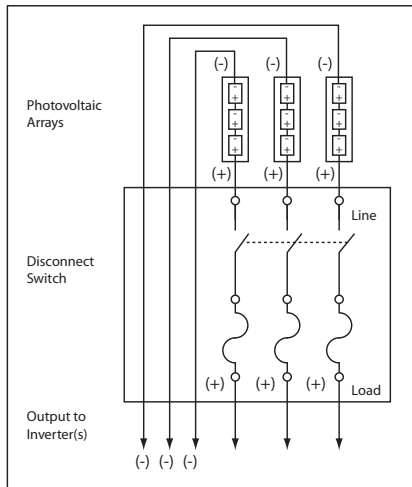 (-) (-) (-)
Photovoltaic
Arrays
- + - + - +
- + - + - +
- + - + - +
(+) (+) (+)
Line
Disconnect
Switch
(+) (+) (+)
Load
Output to
Inverter(s)
(-) (-) (-)